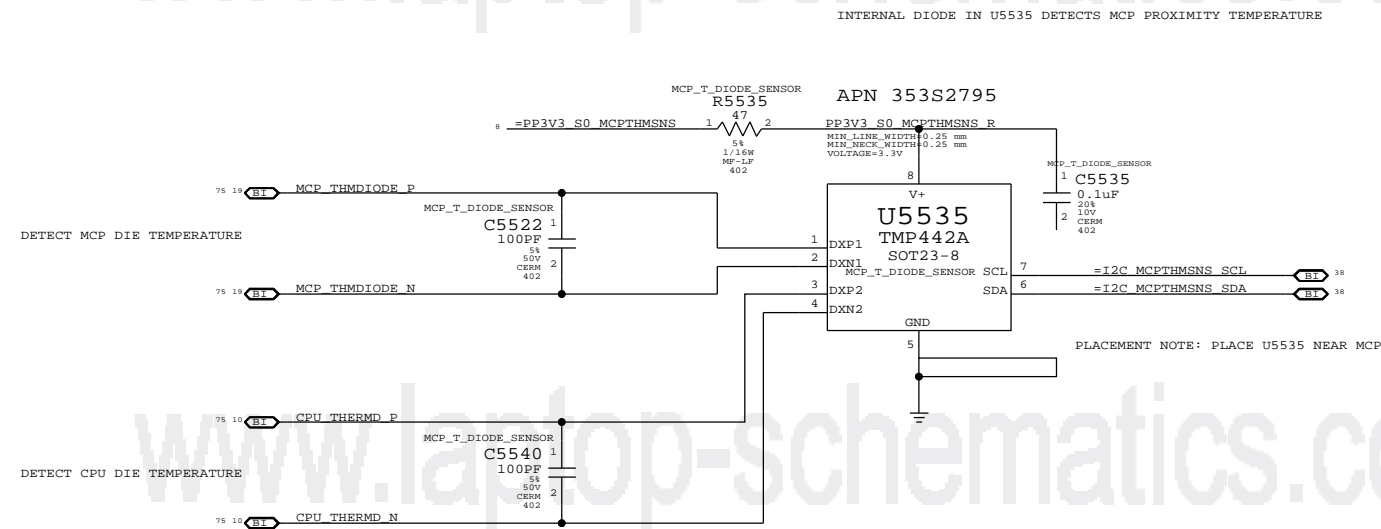 INTERNAL DIODE IN U5535 DETECTS MCP PROXIMITY TEMPERATURE
MCP_T_DIODE_SENSOR
R5535
APN 353S2795
8 =PP3V3_S0_MCPTHMSNS
1
47
2
PP3V3_S0_MCPTHMSNS_R
5%
1/16W
MF-LF
402
MIN_LINE_WIDTH=0.25 mm
MIN_NECK_WIDTH=0.25 mm
VOLTAGE=3.3V
MCP_T_DIODE_SENSOR
1 C5535
0.1uF
20%
10V
CERM
402
2
75 19 BI MCP_THMDIODE_P
MCP_T_DIODE_SENSOR
C5522 1
100PF
5%
50V
CERM
402
2
DETECT MCP DIE TEMPERATURE
75 19 BI MCP_THMDIODE_N
8
V+
U5535
TMP442A
SOT23-8
MCP_T_DIODE_SENSOR
1 DXP1
2 DXN1
3 DXP2
4 DXN2
SCL 7 =I2C_MCPTHMSNS_SCL BI 38
SDA 6 =I2C_MCPTHMSNS_SDA BI 38
GND
5
PLACEMENT NOTE: PLACE U5535 NEAR MCP
75 10 BI CPU_THERMD_P
MCP_T_DIODE_SENSOR
C5540 1
100PF
5%
50V
CERM
402
2
DETECT CPU DIE TEMPERATURE
75 10 BI CPU_THERMD_N
www.laptop-schematics.co